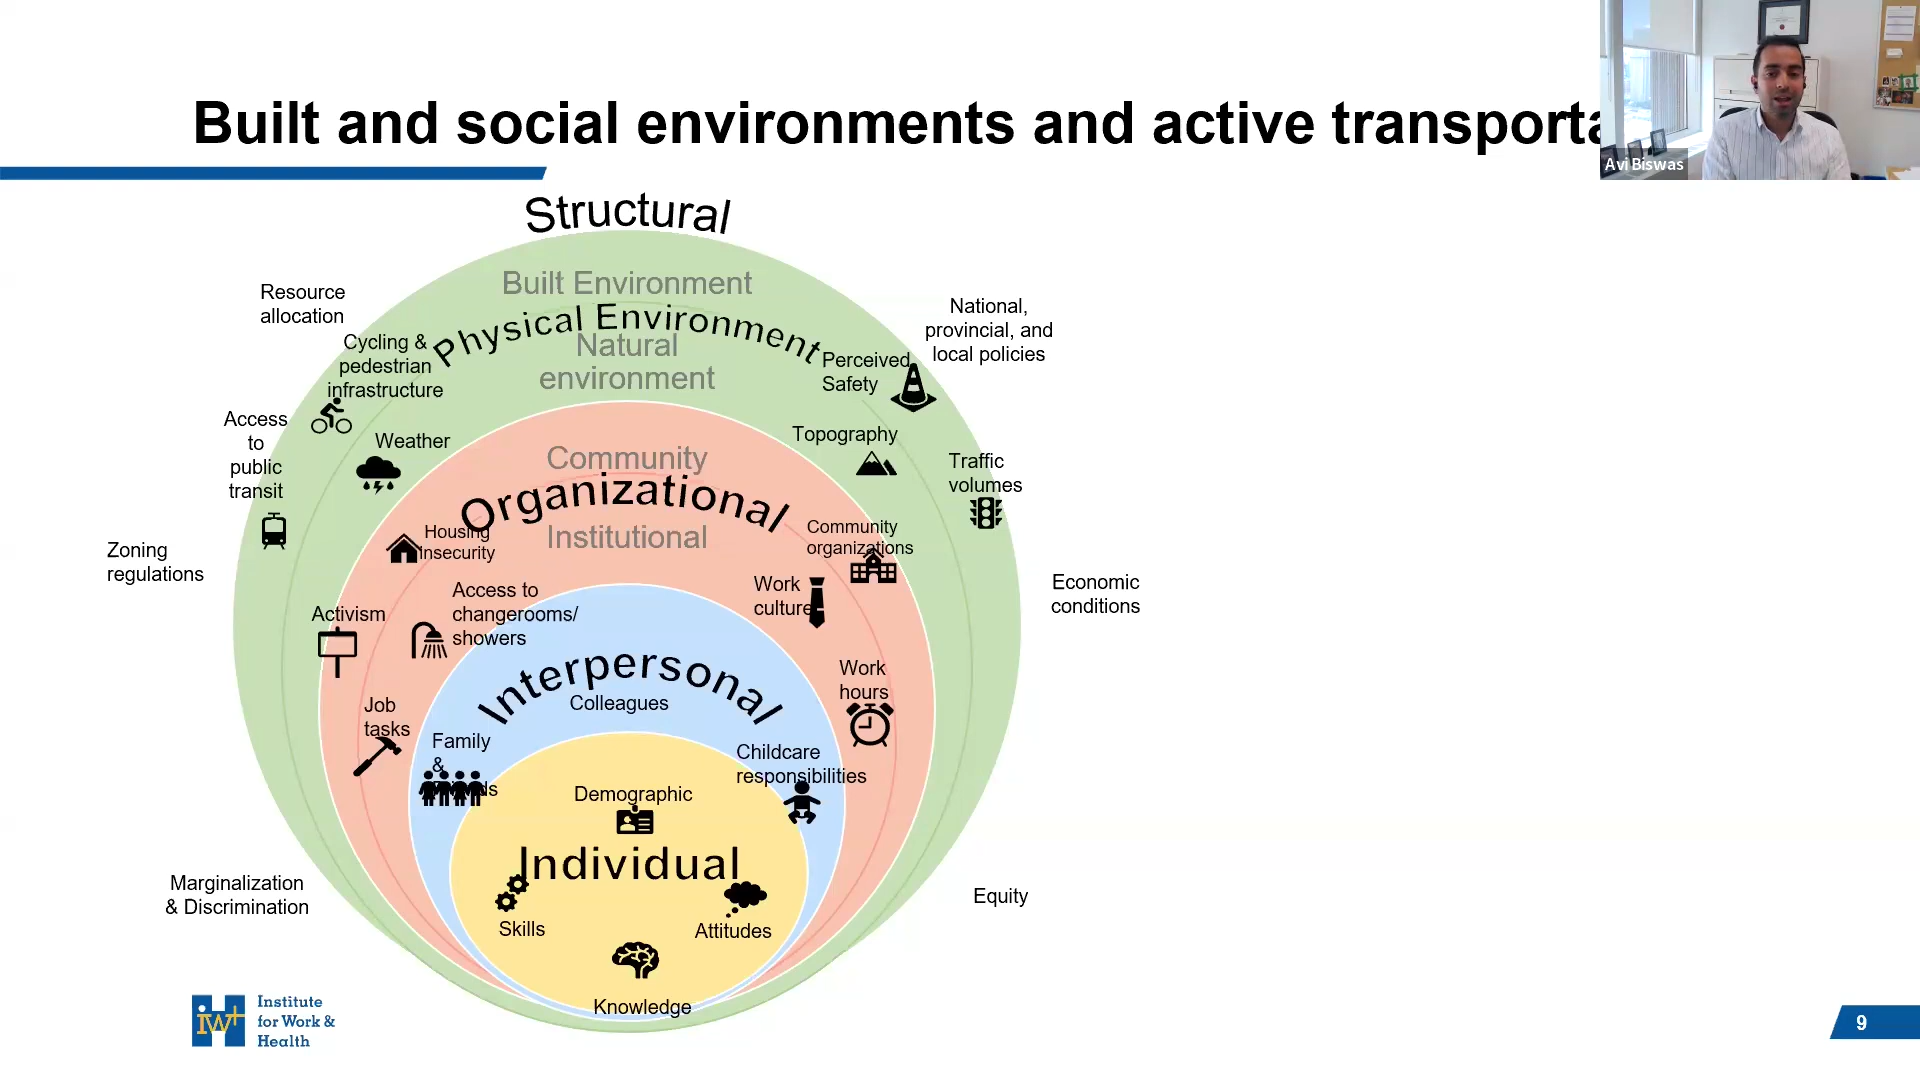 Built and social environments and active transporta
Avi Biswas
Structural
Built Environment
Physical Environment
Natural
environment
Resource
allocation
Cycling &
pedestrian
infrastructure
National,
provincial, and
local policies
Perceived
Safety
Access
to
public
transit
Weather
Topography
Traffic
volumes
Community
Organizational
Institutional
Housing
insecurity
Community
organizations
Zoning
regulations
Access to
changerooms/
showers
Work
culture
Economic
conditions
Activism
Interpersonal
Colleagues
Work
hours
Job
tasks
Family
&
Friends
Childcare
responsibilities
Demographic
Individual
Skills
Attitudes
Knowledge
Marginalization
& Discrimination
Equity
iwh
Institute
for Work &
Health
9